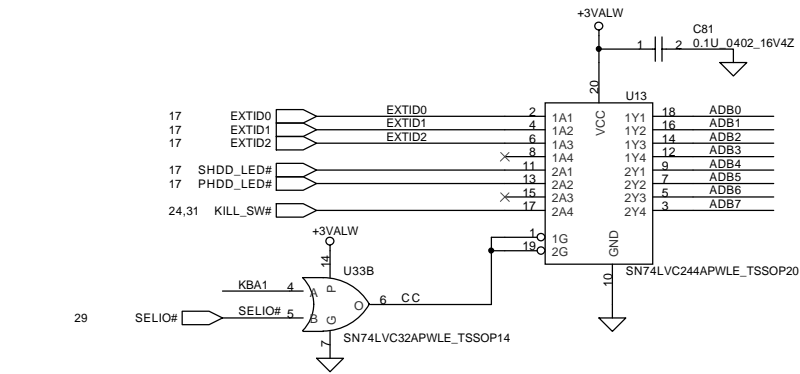 +3VALW
C81
1 2 0.1U_0402_16V4Z
20
U13
17 EXTID0 EXTID0 2 1A1 VCC 1Y1 18 ADB0
17 EXTID1 EXTID1 4 1A2 1Y2 16 ADB1
17 EXTID2 EXTID2 6 1A3 1Y3 14 ADB2
8 1A4 1Y4 12 ADB3
17 SHDD_LED# 11 2A1 2Y1 9 ADB4
17 PHDD_LED# 13 2A2 2Y2 7 ADB5
15 2A3 2Y3 5 ADB6
24,31 KILL_SW# 17 2A4 2Y4 3 ADB7
+3VALW
1 1G GND
19 2G
14 U33B
10 SN74LVC244APWLE_TSSOP20
KBA1 4 A P
O 6 CC
29 SELIO# SELIO# 5 B G
7 SN74LVC32APWLE_TSSOP14